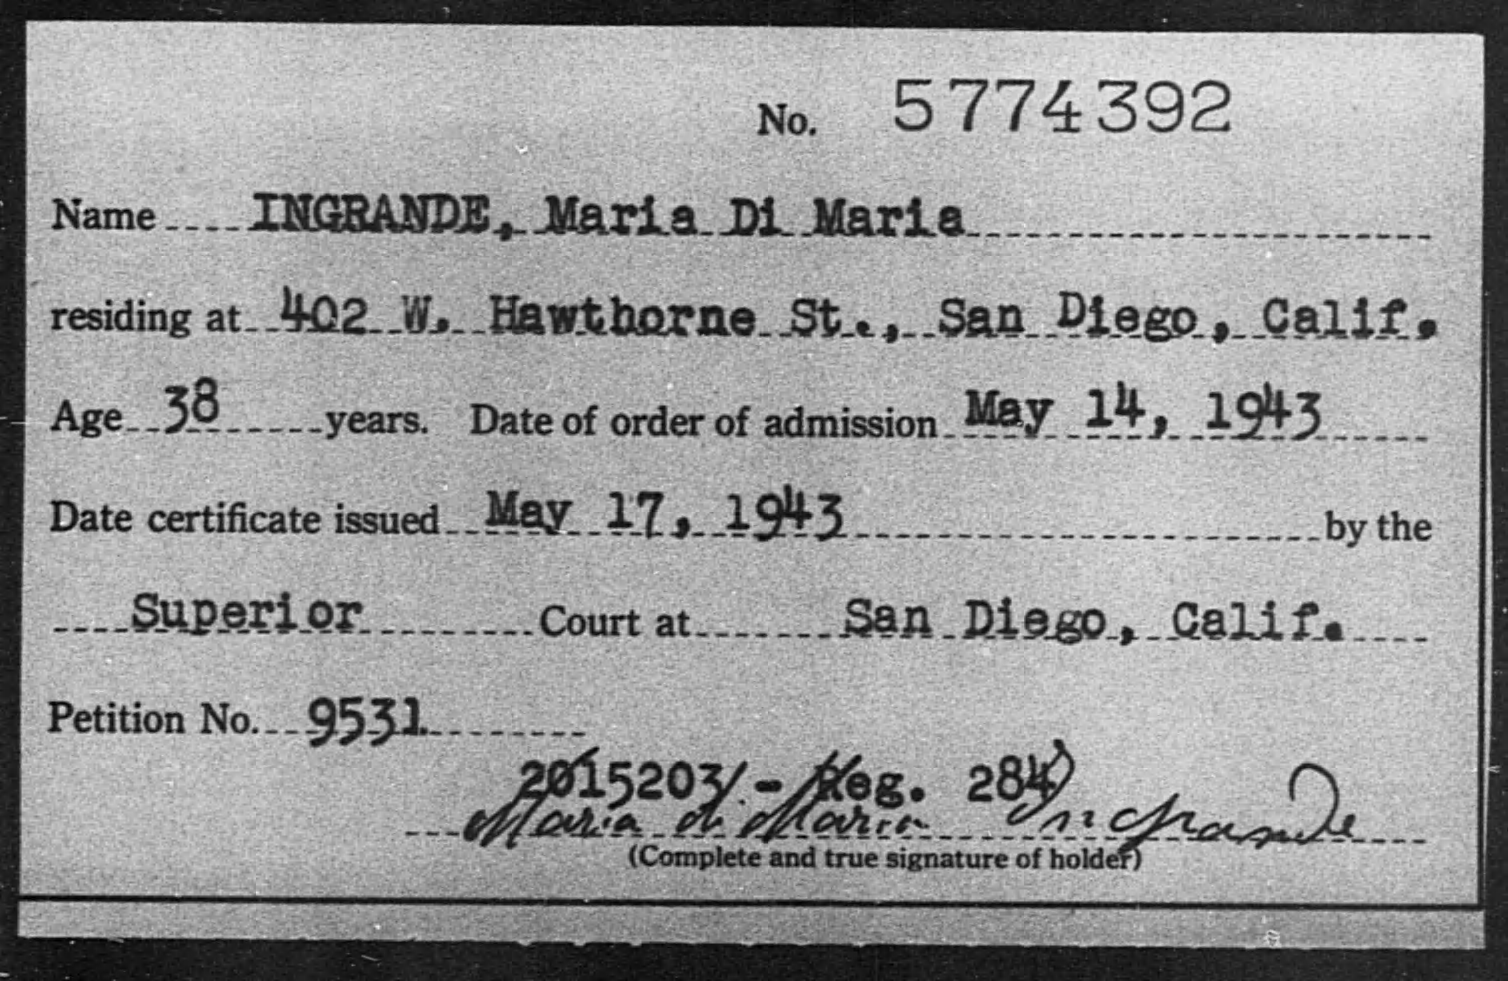 No. 5774392
Name INGRANDE, Maria Di Maria
residing at 402 W. Hawthorne St., San Diego, Calif.
Age 38 years. Date of order of admission May 14, 1943
Date certificate issued May 17, 1943 by the
Superior Court at San Diego, Calif.
Petition No. 9531
2015203 - Reg. 284
Maria di Maria Ingrande
(Complete and true signature of holder)